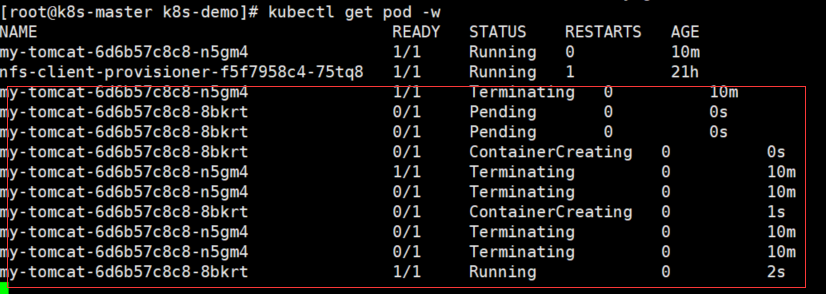 [root@k8s-master k8s-demo]# kubectl get pod -w
NAME READY STATUS RESTARTS AGE
my-tomcat-6d6b57c8c8-n5gm4 1/1 Running 0 10m
nfs-client-provisioner-f5f7958c4-75tq8 1/1 Running 1 21h
my-tomcat-6d6b57c8c8-n5gm4 1/1 Terminating 0 10m
my-tomcat-6d6b57c8c8-8bkrt 0/1 Pending 0 0s
my-tomcat-6d6b57c8c8-8bkrt 0/1 Pending 0 0s
my-tomcat-6d6b57c8c8-8bkrt 0/1 ContainerCreating 0 0s
my-tomcat-6d6b57c8c8-n5gm4 1/1 Terminating 0 10m
my-tomcat-6d6b57c8c8-n5gm4 0/1 Terminating 0 10m
my-tomcat-6d6b57c8c8-8bkrt 0/1 ContainerCreating 0 1s
my-tomcat-6d6b57c8c8-n5gm4 0/1 Terminating 0 10m
my-tomcat-6d6b57c8c8-n5gm4 0/1 Terminating 0 10m
my-tomcat-6d6b57c8c8-8bkrt 1/1 Running 0 2s